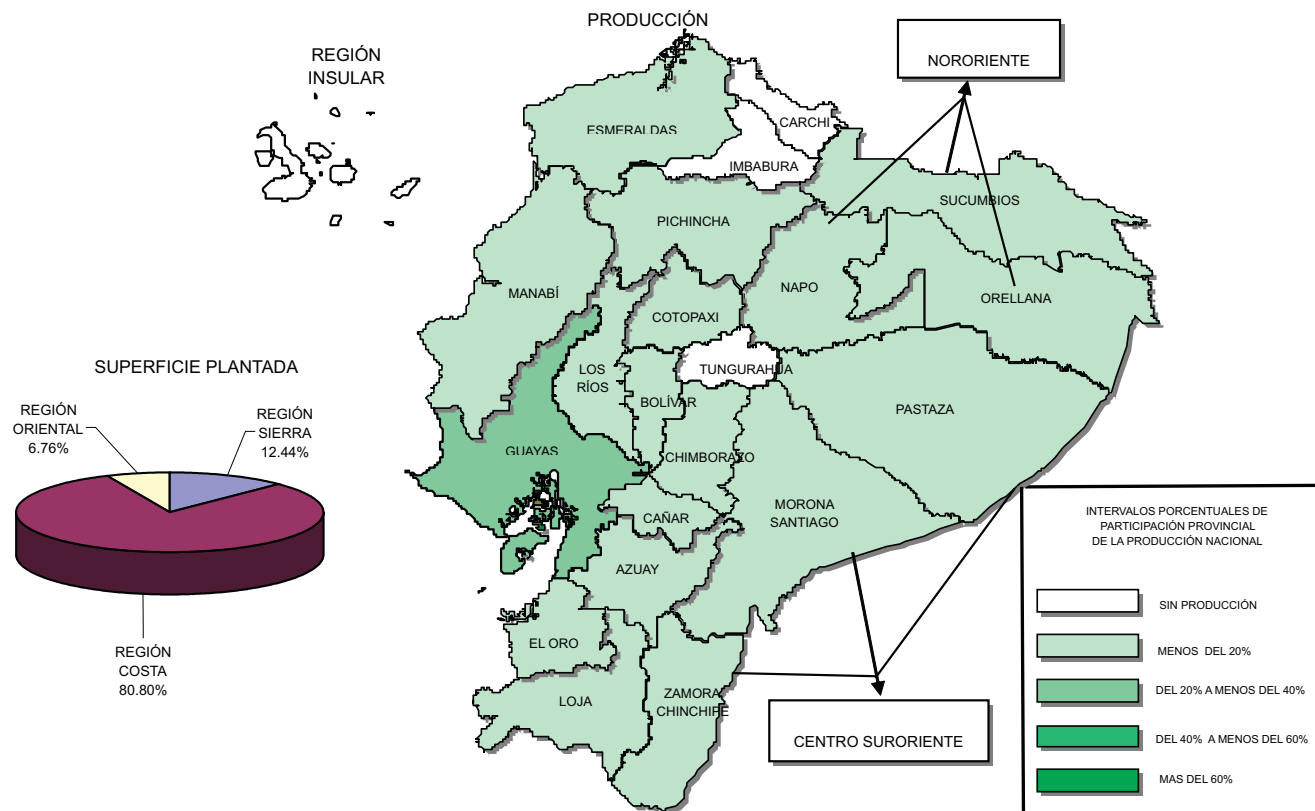 PRODUCCIÓN
REGIÓN
INSULAR
NORORIENTE
CARCHI
ESMERALDAS
IMBABURA
SUCUMBIOS
PICHINCHA
NAPO
MANABÍ
ORELLANA
COTOPAXI
SUPERFICIE PLANTADA
LOS
RÍOS
TUNGURAHUA
BOLÍVAR
PASTAZA
REGIÓN
ORIENTAL
6.76%
REGIÓN
SIERRA
12.44%
GUAYAS
CHIMBORAZO
MORONA
SANTIAGO
CAÑAR
AZUAY
EL ORO
LOJA
ZAMORA
CHINCHIPE
REGIÓN
COSTA
80.80%
CENTRO SURORIENTE
INTERVALOS PORCENTUALES DE
PARTICIPACIÓN PROVINCIAL
DE LA PRODUCCIÓN NACIONAL
SIN PRODUCCIÓN
MENOS DEL 20%
DEL 20% A MENOS DEL 40%
DEL 40% A MENOS DEL 60%
MAS DEL 60%